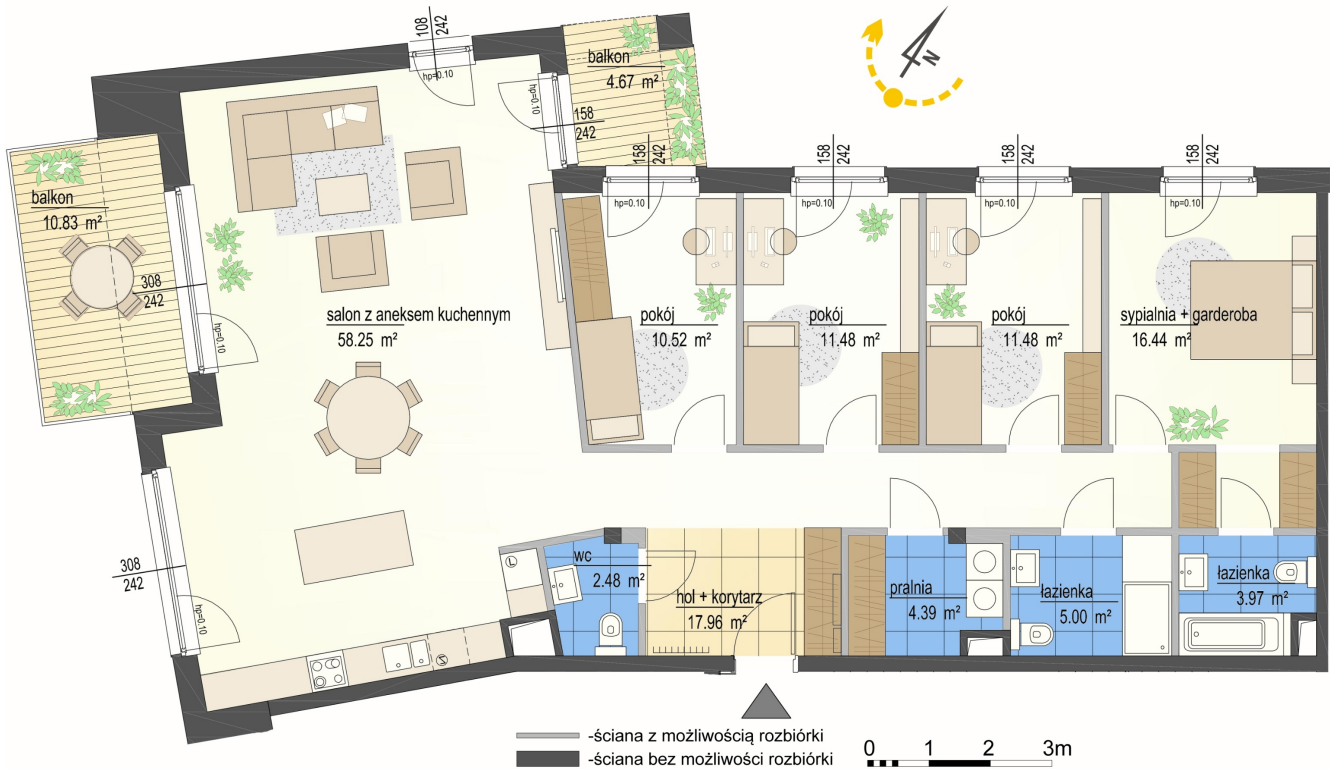 108
242
hp=0.10
balkon
4.67 m²
hp=0.10
158
242
N
158
242
hp=0.10
158
242
hp=0.10
158
242
hp=0.10
158
242
hp=0.10
balkon
10.83 m²
308
242
hp=0.10
salon z aneksem kuchennym
58.25 m²
pokój
10.52 m²
pokój
11.48 m²
pokój
11.48 m²
sypialnia + garderoba
16.44 m²
308
242
hp=0.10
L
Z
wc
2.48 m²
hol + korytarz
17.96 m²
pralnia
4.39 m²
łazienka
5.00 m²
łazienka
3.97 m²
-ściana z możliwością rozbiórki
-ściana bez możliwości rozbiórki
0 1 2 3m